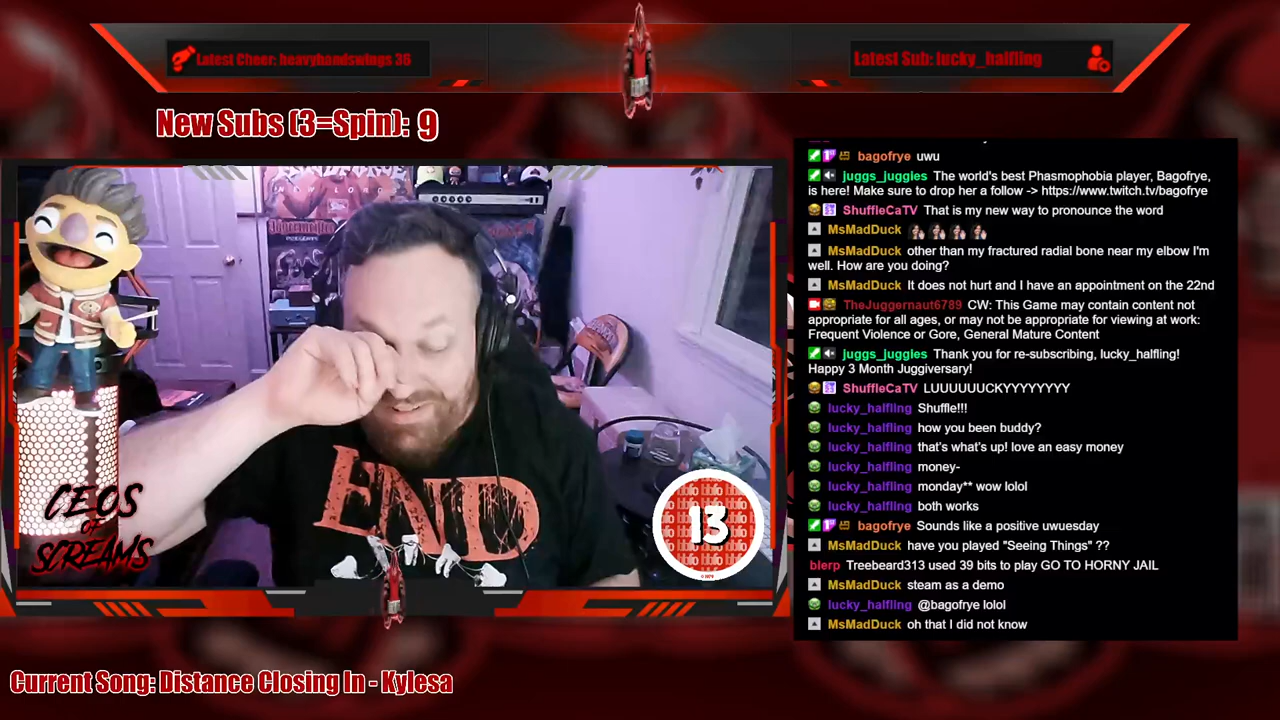 Latest Cheer: heavyhandswings 36
Latest Sub: lucky_halfling
New Subs (3=Spin): 9
bagofrye uwu
juggs_juggies The world's best Phasmophobia player, Bagofrye,
is here! Make sure to drop her a follow -> https://www.twitch.tv/bagofrye
ShuffleCaTV That is my new way to pronounce the word
MsMadDuck
MsMadDuck other than my fractured radial bone near my elbow I'm
well. How are you doing?
MsMadDuck It does not hurt and I have an appointment on the 22nd
TheJuggernaut6789 CW: This Game may contain content not
appropriate for all ages, or may not be appropriate for viewing at work:
Frequent Violence or Gore, General Mature Content
juggs_juggies Thank you for re-subscribing, lucky_halfling!
Happy 3 Month Juggiversary!
ShuffleCaTV LUUUUUUCKYYYYYYYY
lucky_halfling Shuffle!!!
lucky_halfling how you been buddy?
lucky_halfling that's what's up! love an easy money
lucky_halfling money-
lucky_halfling monday** wow lolol
lucky_halfling both works
bagofrye Sounds like a positive uwuesday
MsMadDuck have you played "Seeing Things" ??
blerp Treebeard313 used 39 bits to play GO TO HORNY JAIL
MsMadDuck steam as a demo
lucky_halfling @bagofrye lolol
MsMadDuck oh that I did not know
NEW LORDS
Jägermeister
END
13
CEOS
OF
SCREAMS
Current Song: Distance Closing In - Kylesa